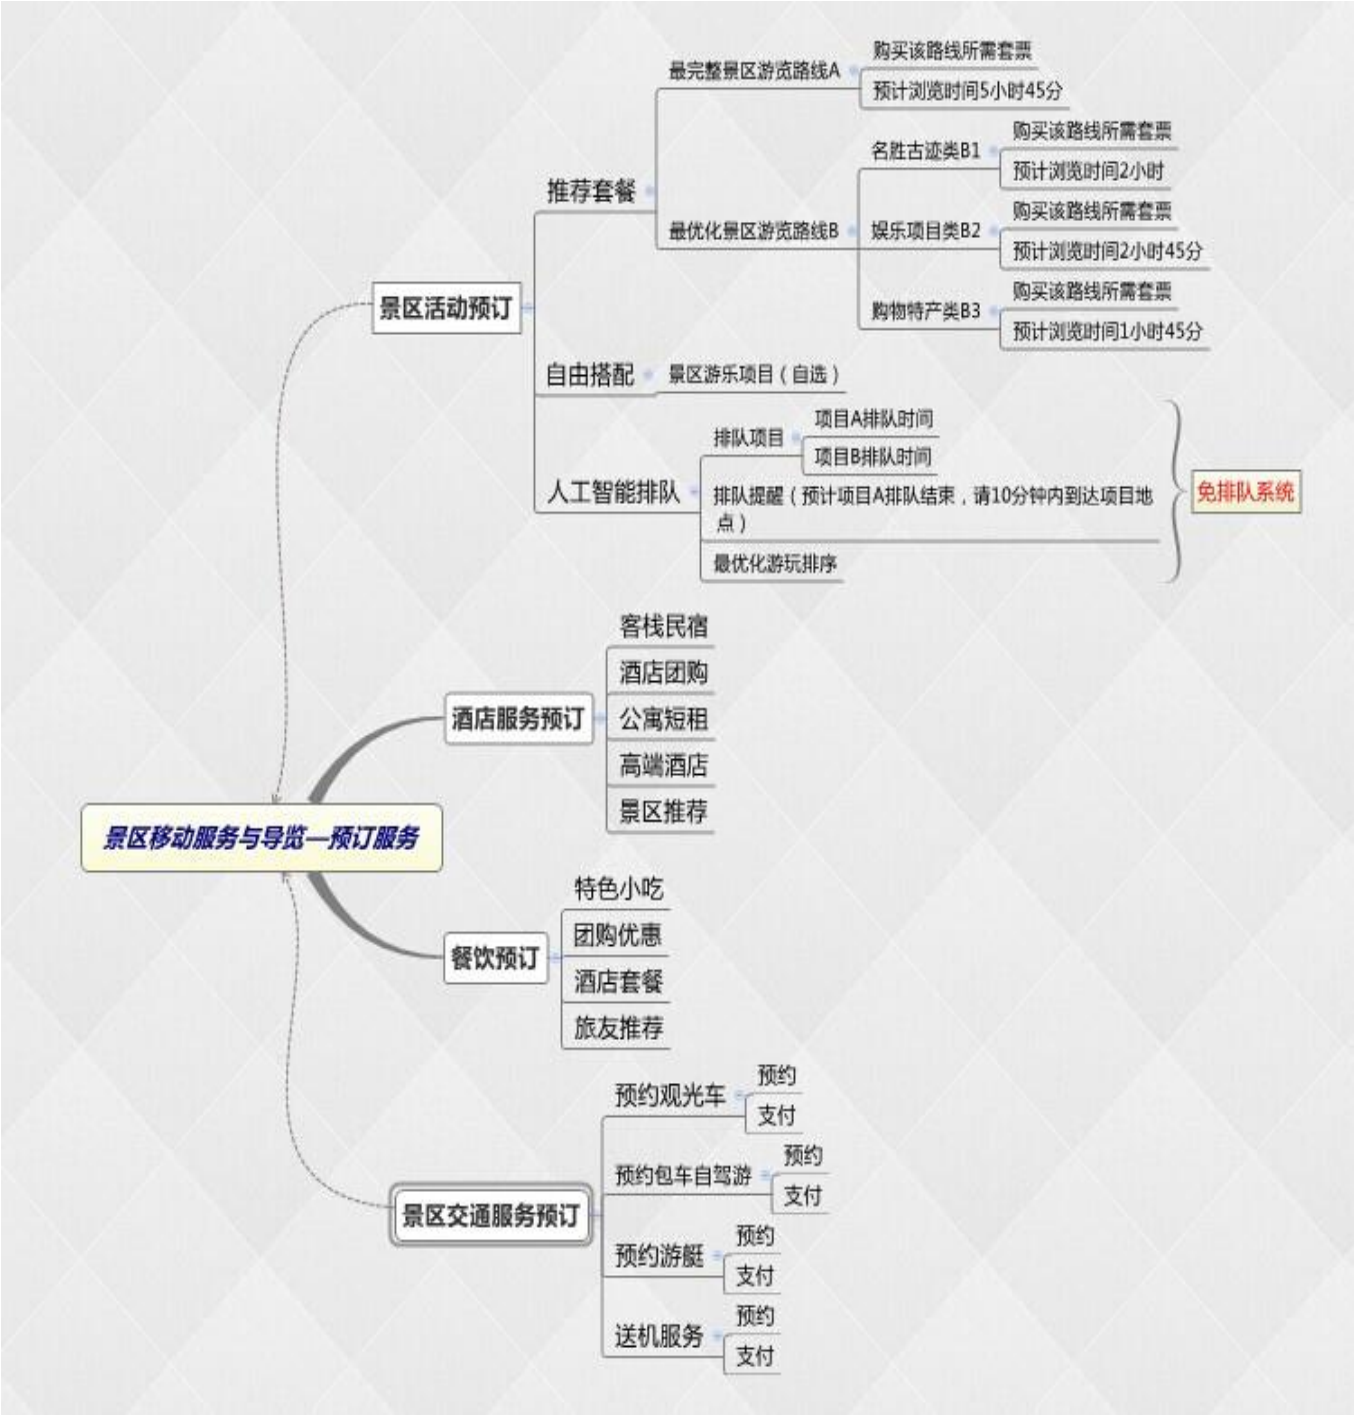 购买该路线所需套票
最完整景区游览路线A
预计浏览时间5小时45分
购买该路线所需套票
名胜古迹类B1
预计浏览时间2小时
推荐套餐
购买该路线所需套票
最优化景区游览路线B
娱乐项目类B2
预计浏览时间2小时45分
购买该路线所需套票
景区活动预订
购物特产类B3
预计浏览时间1小时45分
自由搭配
景区游乐项目（自选）
项目A排队时间
排队项目
项目B排队时间
人工智能排队
排队提醒（预计项目A排队结束，请10分钟内到达项目地
点）
免排队系统
最优化游玩排序
客栈民宿
酒店团购
酒店服务预订
公寓短租
高端酒店
景区推荐
景区移动服务与导览—预订服务
特色小吃
团购优惠
餐饮预订
酒店套餐
旅友推荐
预约
预约观光车
支付
预约
预约包车自驾游
支付
景区交通服务预订
预约
预约游艇
支付
预约
送机服务
支付